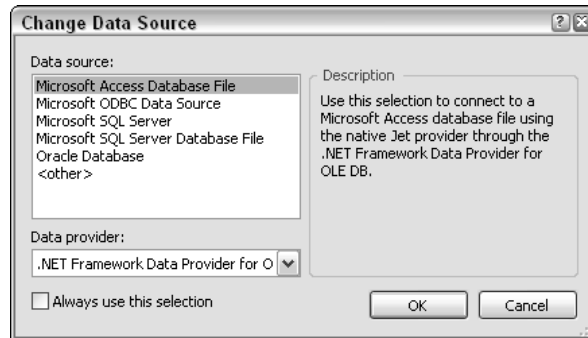 Change Data Source
Data source:
Microsoft Access Database File
Microsoft ODBC Data Source
Microsoft SQL Server
Microsoft SQL Server Database File
Oracle Database
<other>
Description
Use this selection to connect to a
Microsoft Access database file using
the native Jet provider through the
.NET Framework Data Provider for
OLE DB.
Data provider:
.NET Framework Data Provider for O
Always use this selection
OK
Cancel